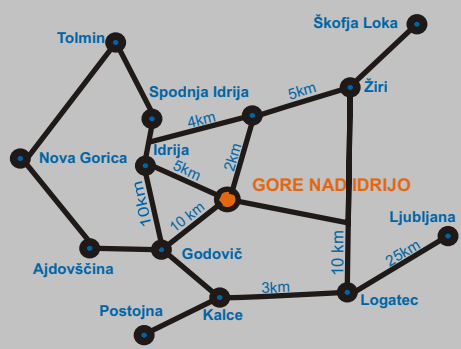 Škofja Loka
Tolmin
Spodnja Idrija
5km
Žiri
4km
Idrija
2km
Nova Gorica
5km
GORE NAD IDRIJO
10km
10 km
Ljubljana
Godovič
10 km
25km
Ajdovščina
3km
Logatec
Postojna
Kalce